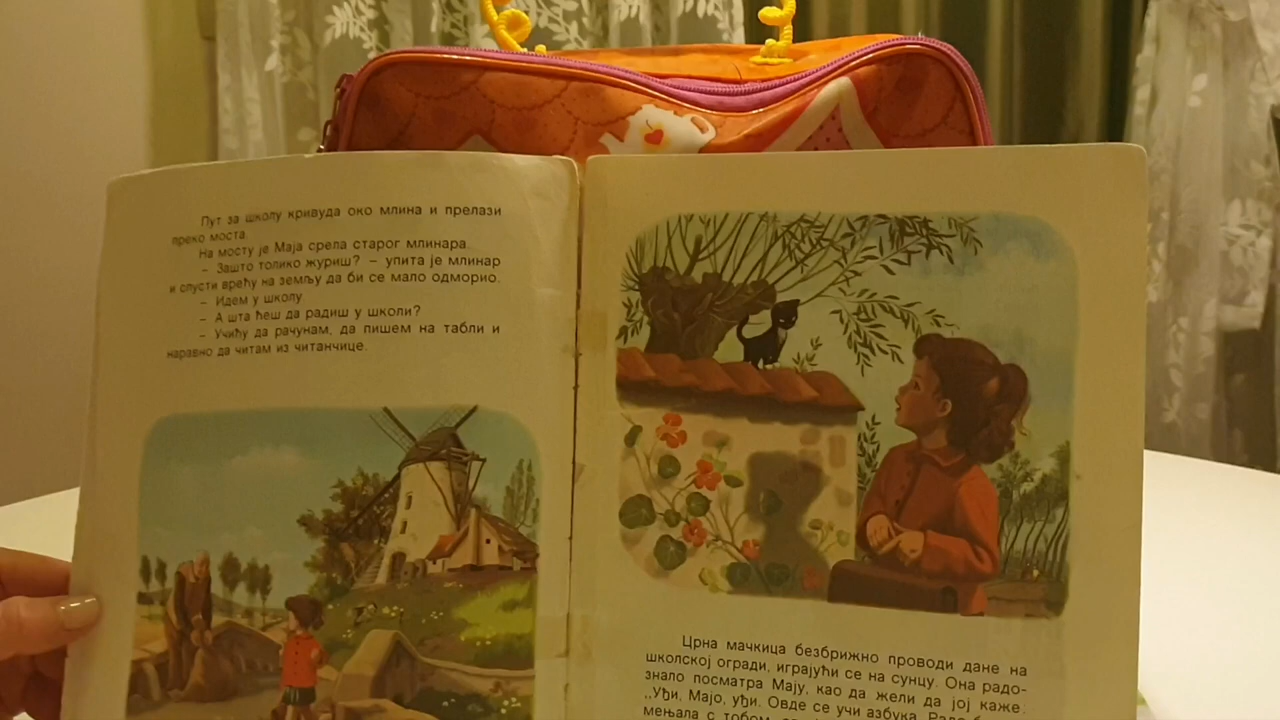 Пут за школу кривуда око млина и прелази
преко моста.
На мосту је Маја срела старог млинара.
– Зашто толико журиш? – упита је млинар
и спусти врећу на земљу да би се мало одморио.
– Идем у школу.
– А шта ћеш да радиш у школи?
– Учићу да рачунам, да пишем на табли и
наравно да читам из читанчице.
Црна мачкица безбрижно проводи дане на
школској огради, играјући се на сунцу. Она радо-
знало посматра Мају, као да жели да јој каже:
„Уђи, Мајо, уђи. Овде се учи азбука. Радо
мењала с тобом,